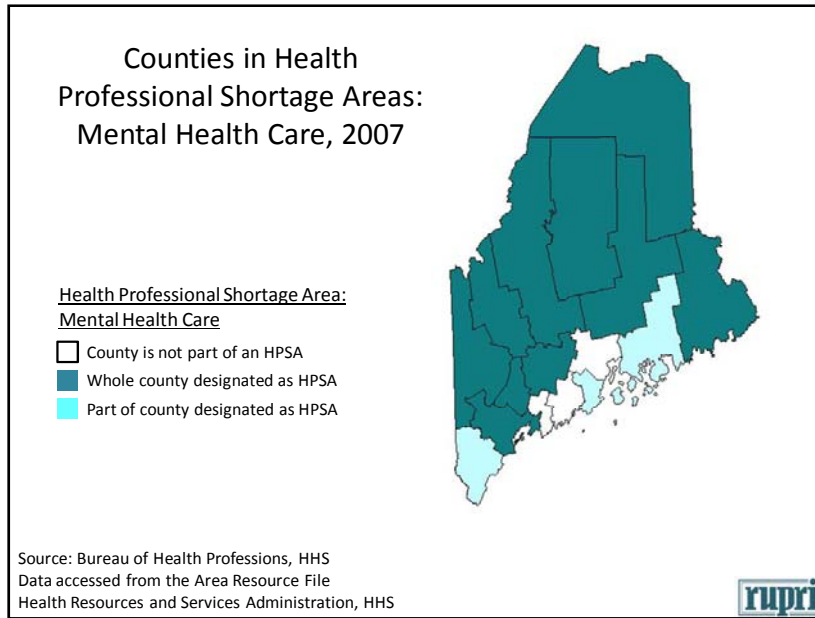 Counties in Health
Professional Shortage Areas:
Mental Health Care, 2007
Health Professional Shortage Area:
Mental Health Care
County is not part of an HPSA
Whole county designated as HPSA
Part of county designated as HPSA
Source: Bureau of Health Professions, HHS
Data accessed from the Area Resource File
Health Resources and Services Administration, HHS
rupri